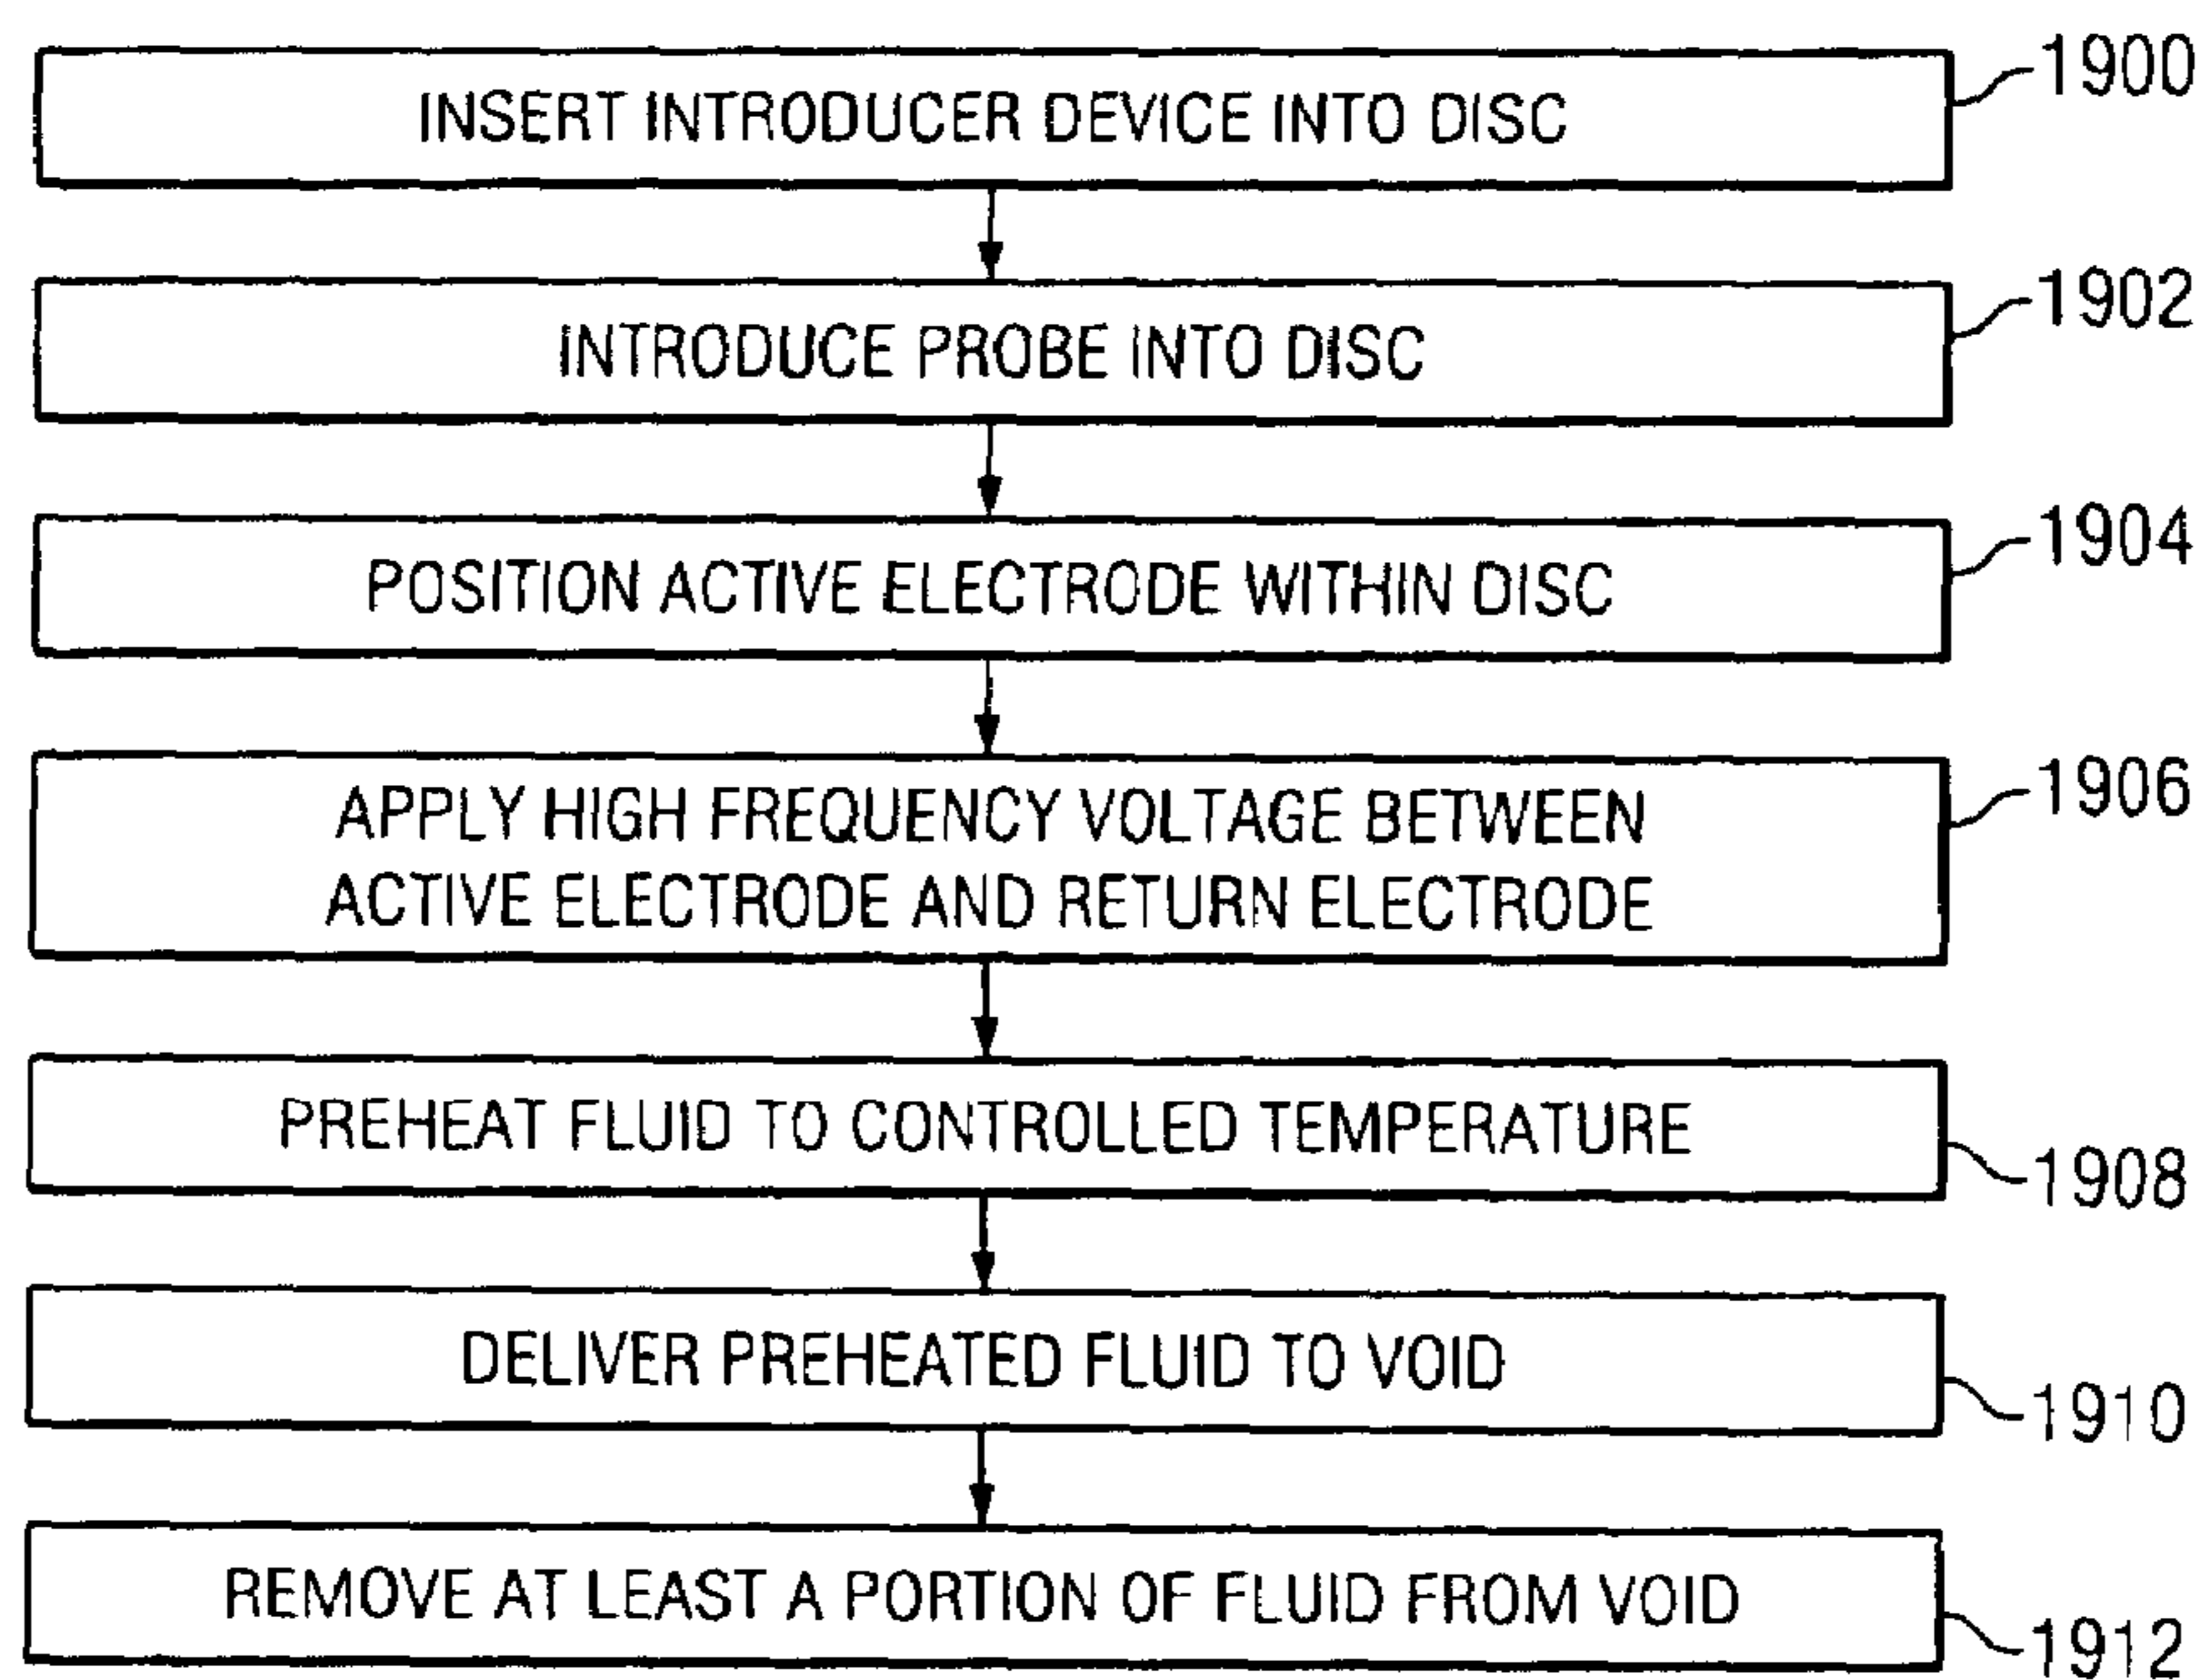 INSERT INTRODUCER DEVICE INTO DISC
1900
INTRODUCE PROBE INTO DISC
1902
POSITION ACTIVE ELECTRODE WITHIN DISC
1904
APPLY HIGH FREQUENCY VOLTAGE BETWEEN
ACTIVE ELECTRODE AND RETURN ELECTRODE
1906
PREHEAT FLUID TO CONTROLLED TEMPERATURE
1908
DELIVER PREHEATED FLUID TO VOID
1910
REMOVE AT LEAST A PORTION OF FLUID FROM VOID
1912